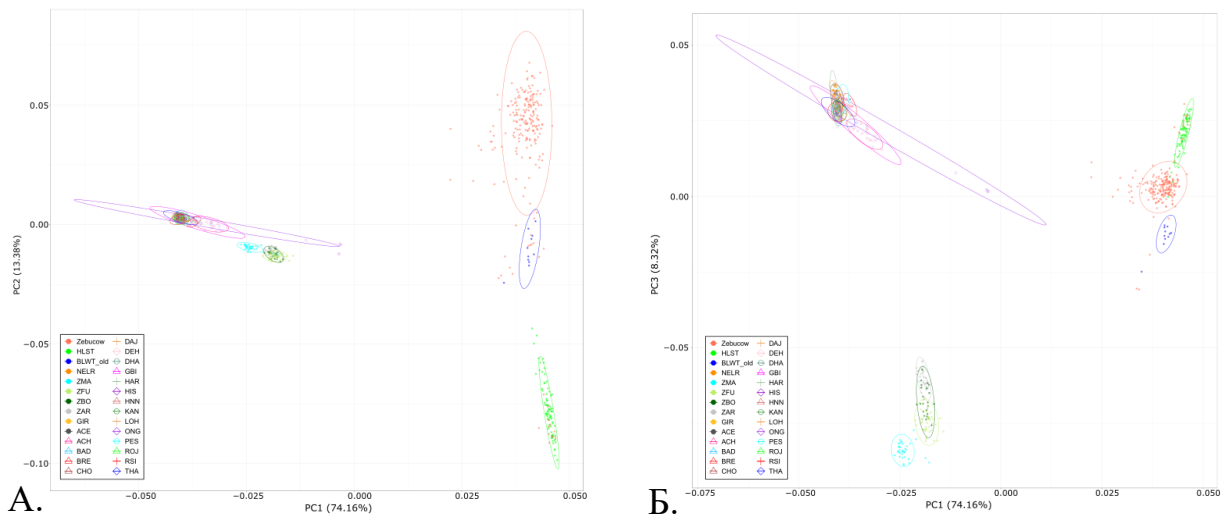 0.05
0.00
−0.05
−0.10
PC2 (13.38%)
−0.050
−0.025
0.000
0.025
0.050
PC1 (74.16%)
Zebucow DAJ
HLST DEH
BLWT_old DHA
NELR GBI
ZMA HAR
ZFU HIS
ZBO HNN
ZAR KAN
GIR LOH
ACE ONG
ACH PES
BAD ROJ
BRE RSI
CHO THA
А.
0.05
0.00
−0.05
PC3 (8.32%)
−0.075
−0.050
−0.025
0.000
0.025
0.050
PC1 (74.16%)
Zebucow DAJ
HLST DEH
BLWT_old DHA
NELR GBI
ZMA HAR
ZFU HIS
ZBO HNN
ZAR KAN
GIR LOH
ACE ONG
ACH PES
BAD ROJ
BRE RSI
CHO THA
Б.